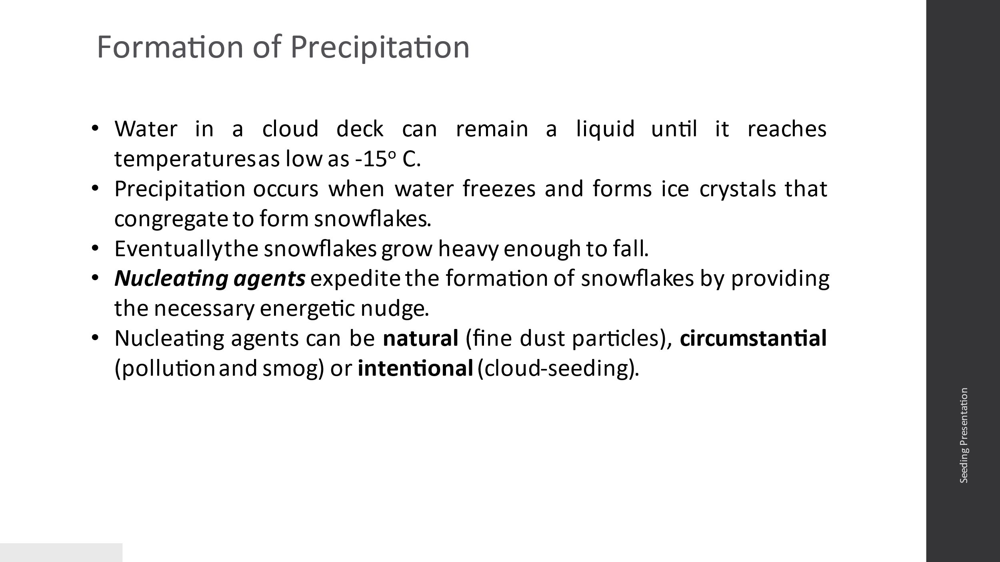 Formation of Precipitation
• Water in a cloud deck can remain a liquid until it reaches
temperatures as low as -15º C.
• Precipitation occurs when water freezes and forms ice crystals that
congregate to form snowflakes.
• Eventually the snowflakes grow heavy enough to fall.
• Nucleating agents expedite the formation of snowflakes by providing
the necessary energetic nudge.
• Nucleating agents can be natural (fine dust particles), circumstantial
(pollution and smog) or intentional (cloud-seeding).
Seeding Presentation